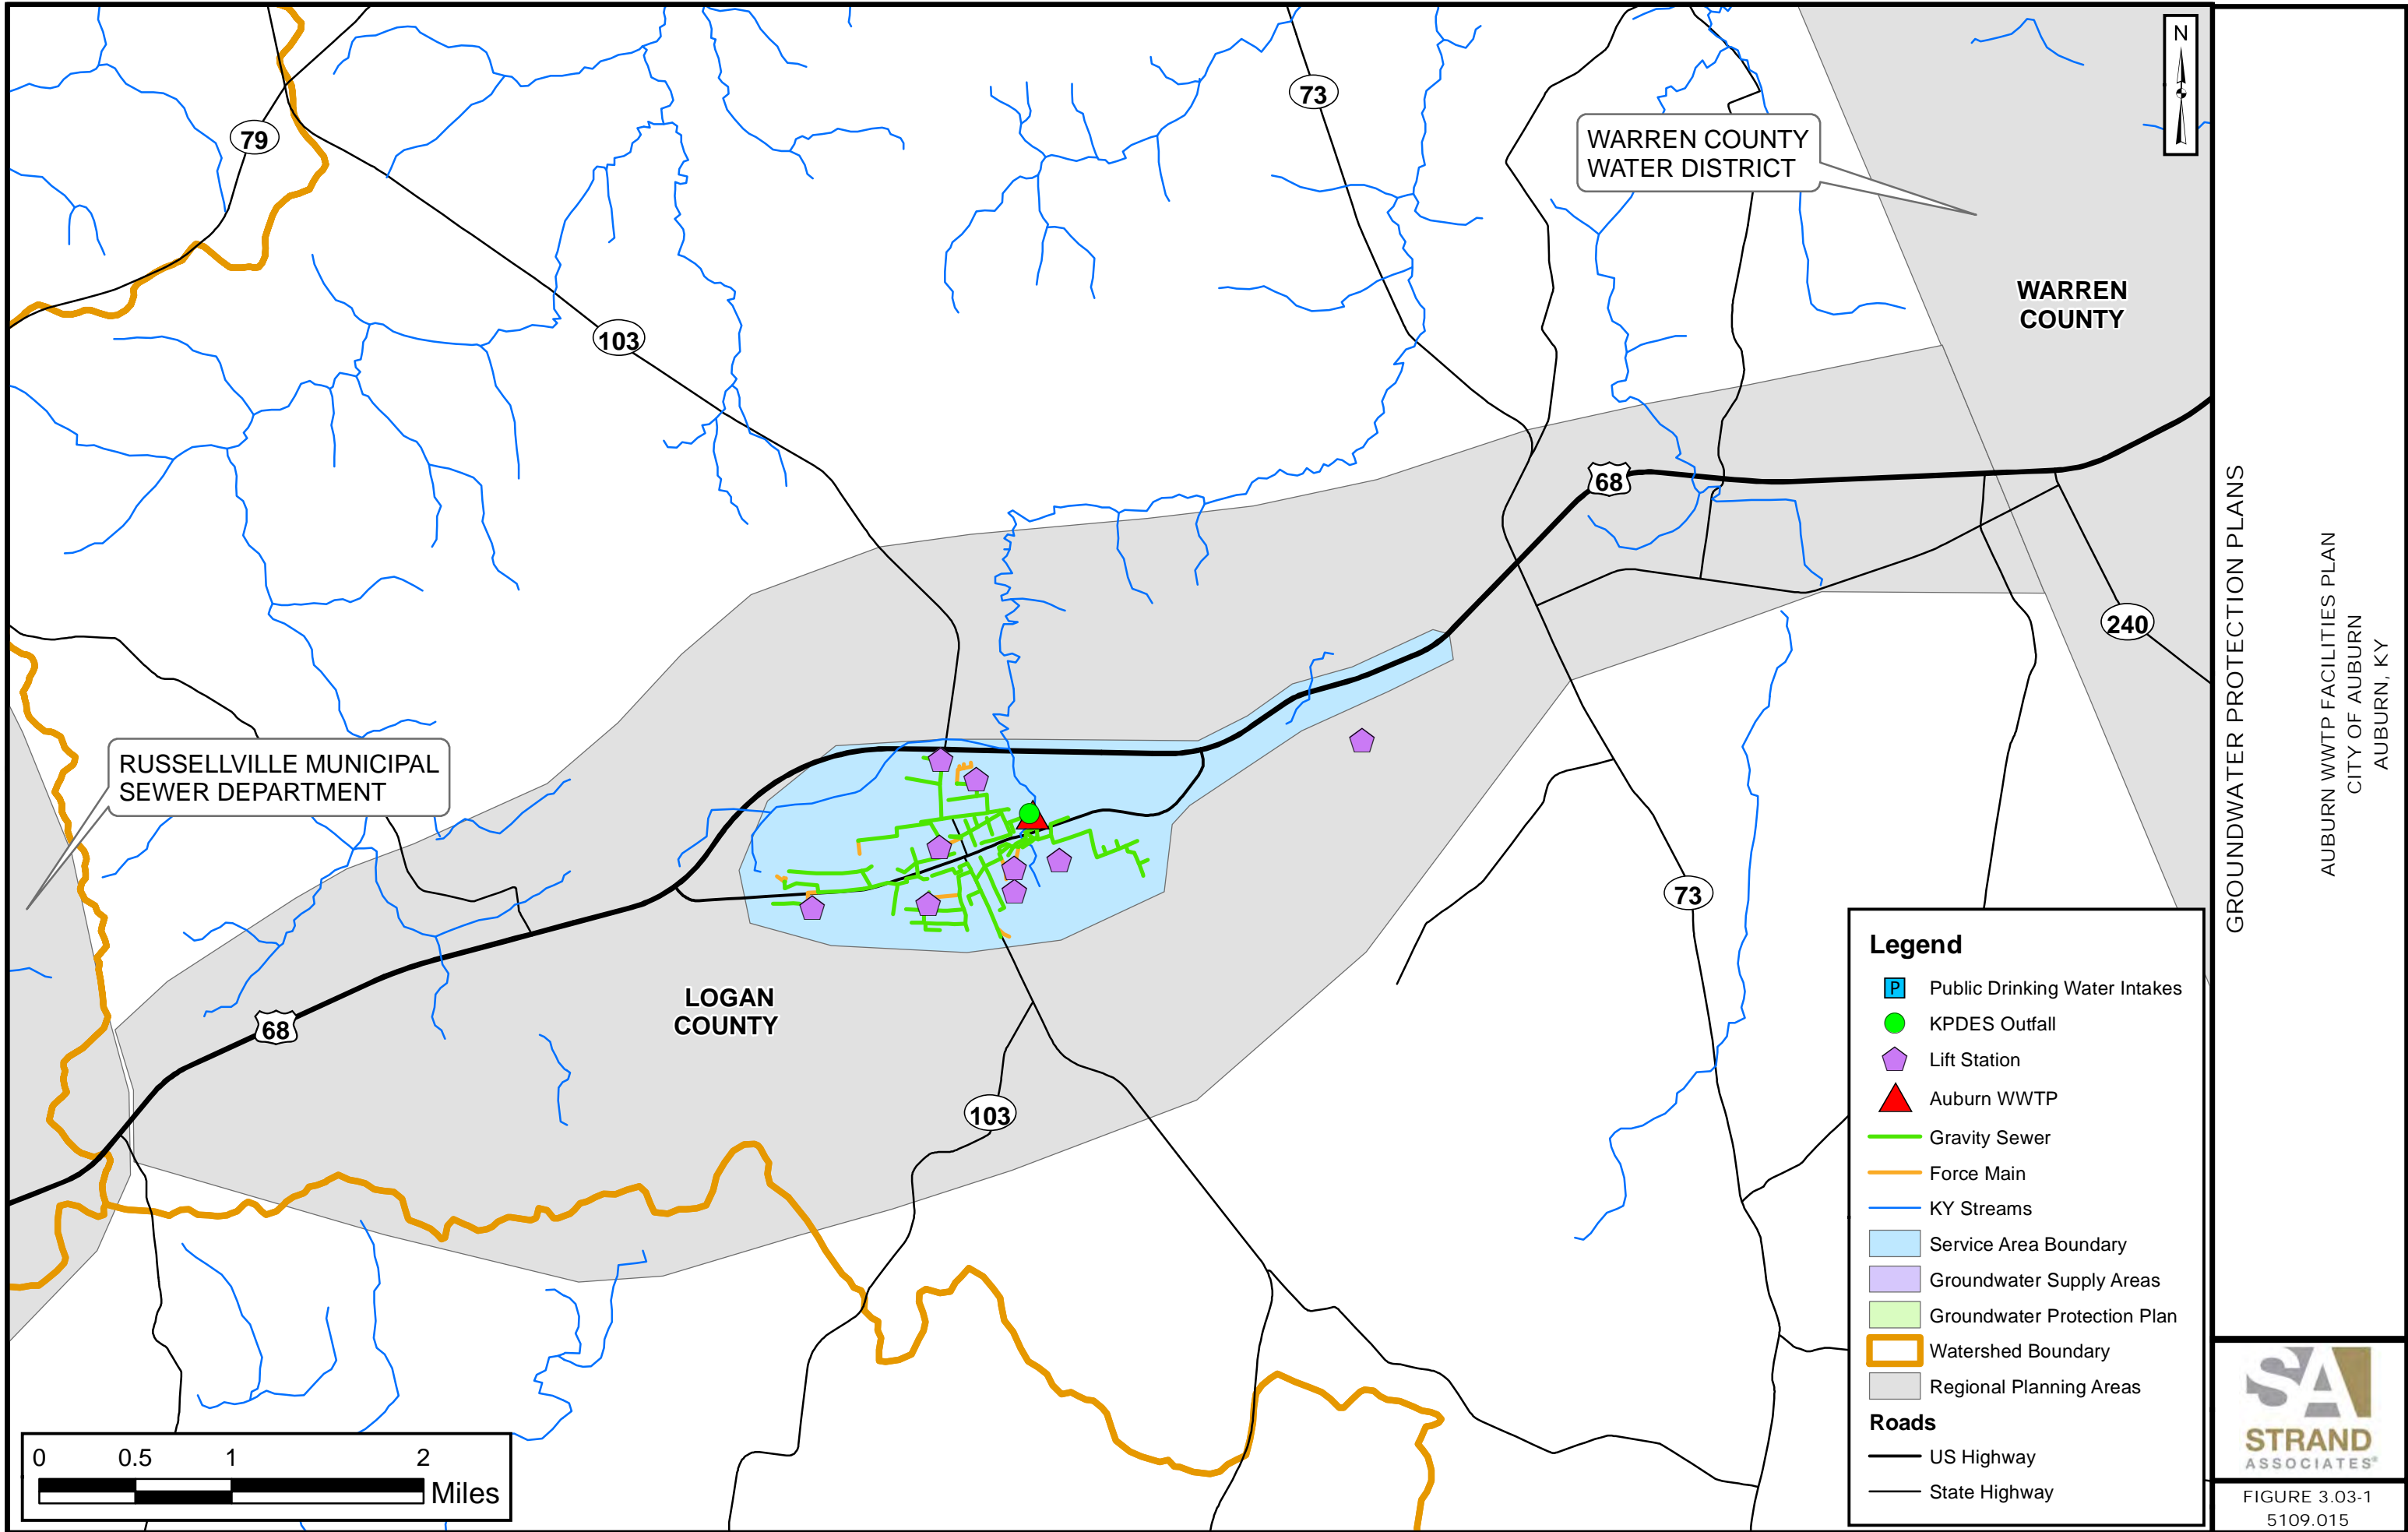 N
79
73
103
WARREN COUNTY
WATER DISTRICT
WARREN
COUNTY
68
240
RUSSELLVILLE MUNICIPAL
SEWER DEPARTMENT
73
LOGAN
COUNTY
68
103
Legend
P Public Drinking Water Intakes
KPDES Outfall
Lift Station
Auburn WWTP
Gravity Sewer
Force Main
KY Streams
Service Area Boundary
Groundwater Supply Areas
Groundwater Protection Plan
Watershed Boundary
Regional Planning Areas
Roads
US Highway
State Highway
0 0.5 1 2
Miles
GROUNDWATER PROTECTION PLANS
AUBURN WWTP FACILITIES PLAN
CITY OF AUBURN
AUBURN, KY
SA
STRAND
ASSOCIATES®
FIGURE 3.03-1
5109.015